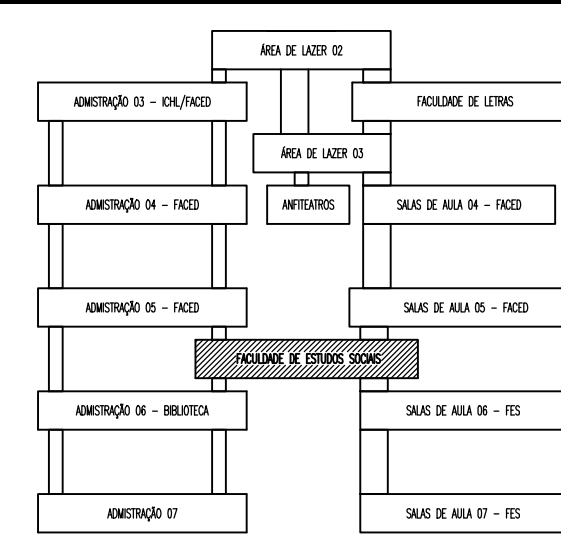 ÁREA DE LAZER 02
ADMISTRAÇÃO 03 - ICHL/FACED
FACULDADE DE LETRAS
ÁREA DE LAZER 03
ADMISTRAÇÃO 04 - FACED
ANFITEATROS
SALAS DE AULA 04 - FACED
ADMISTRAÇÃO 05 - FACED
SALAS DE AULA 05 - FACED
FACULDADE DE ESTUDOS SOCIAIS
ADMISTRAÇÃO 06 - BIBLIOTECA
SALAS DE AULA 06 - FES
ADMISTRAÇÃO 07
SALAS DE AULA 07 - FES